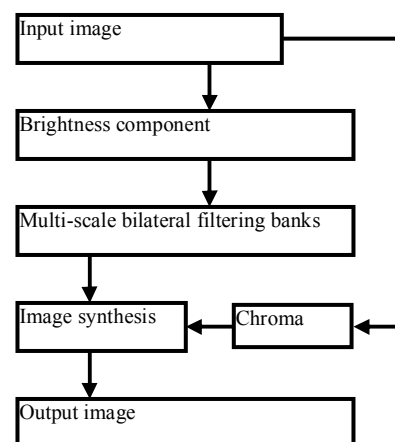 Input image
Brightness component
Multi-scale bilateral filtering banks
Image synthesis
Chroma
Output image